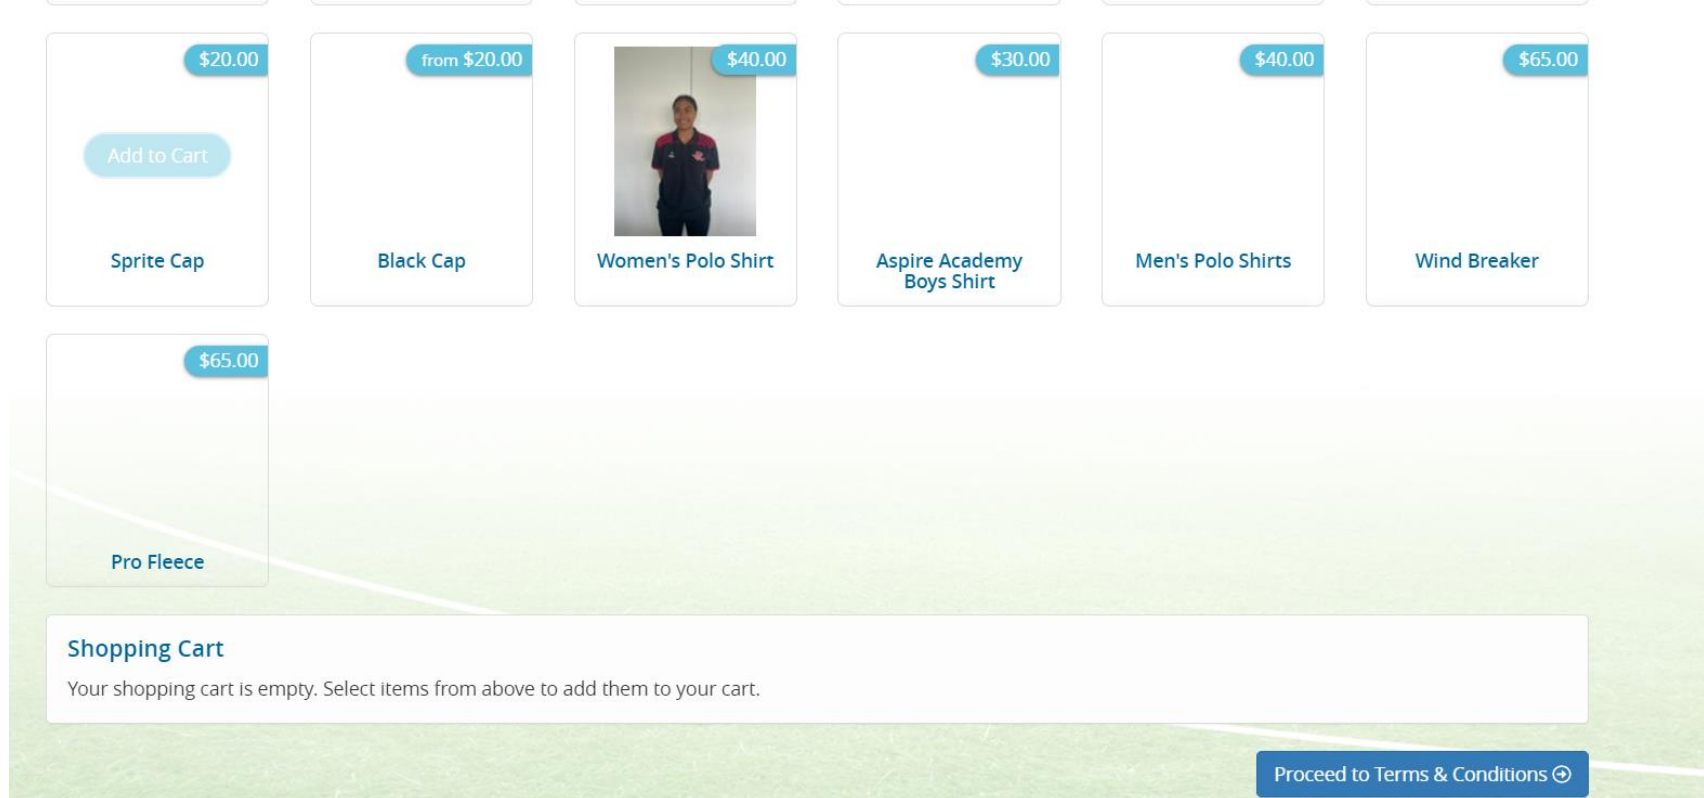 $20.00
from $20.00
$40.00
$30.00
$40.00
$65.00
Add to Cart
Sprite Cap
Black Cap
Women's Polo Shirt
Aspire Academy
Boys Shirt
Men's Polo Shirts
Wind Breaker
$65.00
Pro Fleece
Shopping Cart
Your shopping cart is empty. Select items from above to add them to your cart.
Proceed to Terms & Conditions